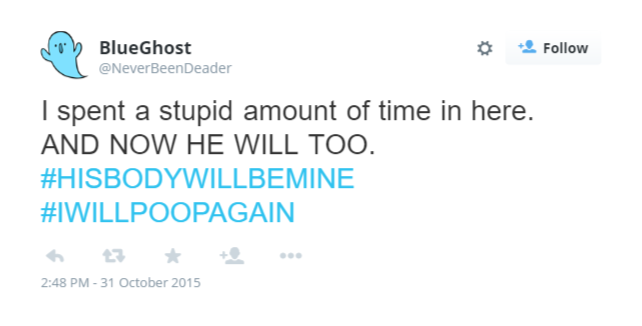 BlueGhost
@NeverBeenDeader
Follow
I spent a stupid amount of time in here.
AND NOW HE WILL TOO.
#HISBODYWILLBEMINE
#IWILLPOOPAGAIN
2:48 PM - 31 October 2015